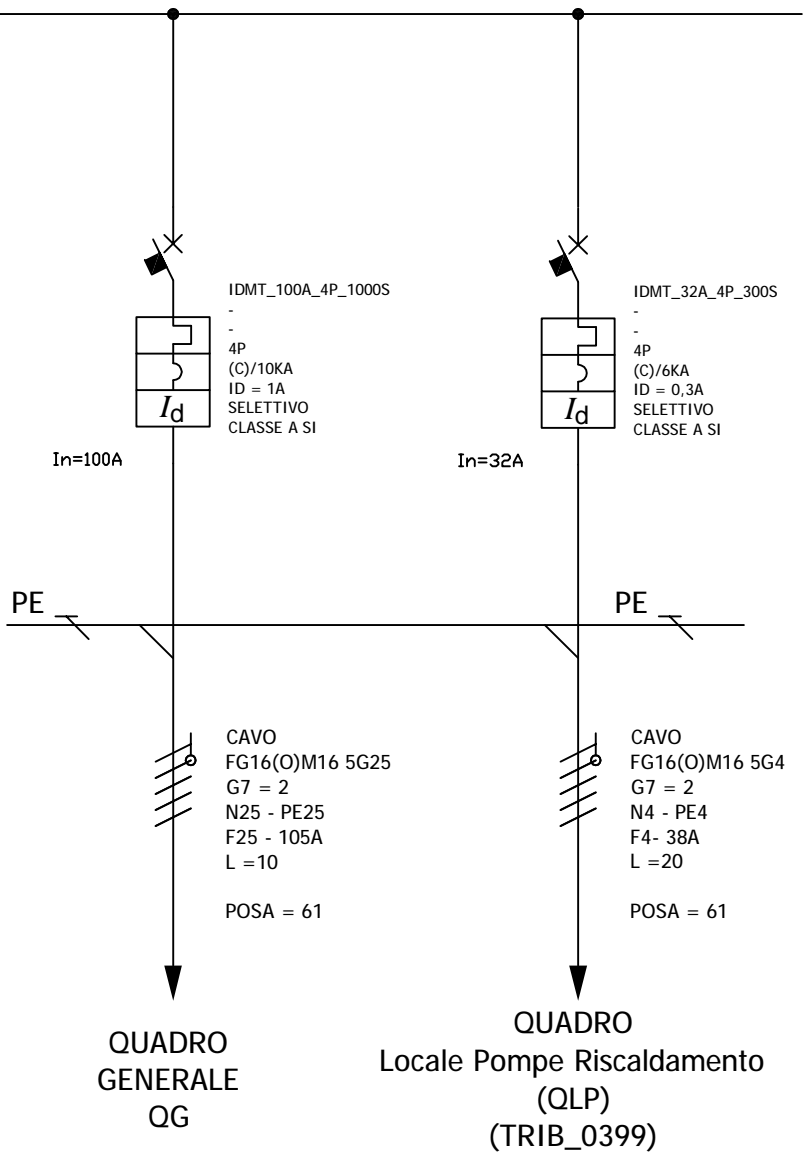 IDMT_100A_4P_1000S
-
-
4P
(C)/10KA
ID = 1A
SELETTIVO
CLASSE A SI
Id
In=100A
IDMT_32A_4P_300S
-
-
4P
(C)/6KA
ID = 0,3A
SELETTIVO
CLASSE A SI
Id
In=32A
PE
PE
CAVO
FG16(O)M16 5G25
G7 = 2
N25 - PE25
F25 - 105A
L =10
POSA = 61
CAVO
FG16(O)M16 5G4
G7 = 2
N4 - PE4
F4- 38A
L =20
POSA = 61
QUADRO
GENERALE
QG
QUADRO
Locale Pompe Riscaldamento
(QLP)
(TRIB_0399)